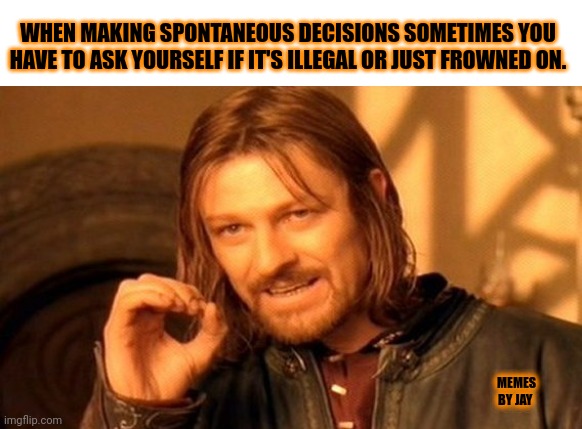 WHEN MAKING SPONTANEOUS DECISIONS SOMETIMES YOU
HAVE TO ASK YOURSELF IF IT'S ILLEGAL OR JUST FROWNED ON.
MEMES
BY JAY
imgflip.com